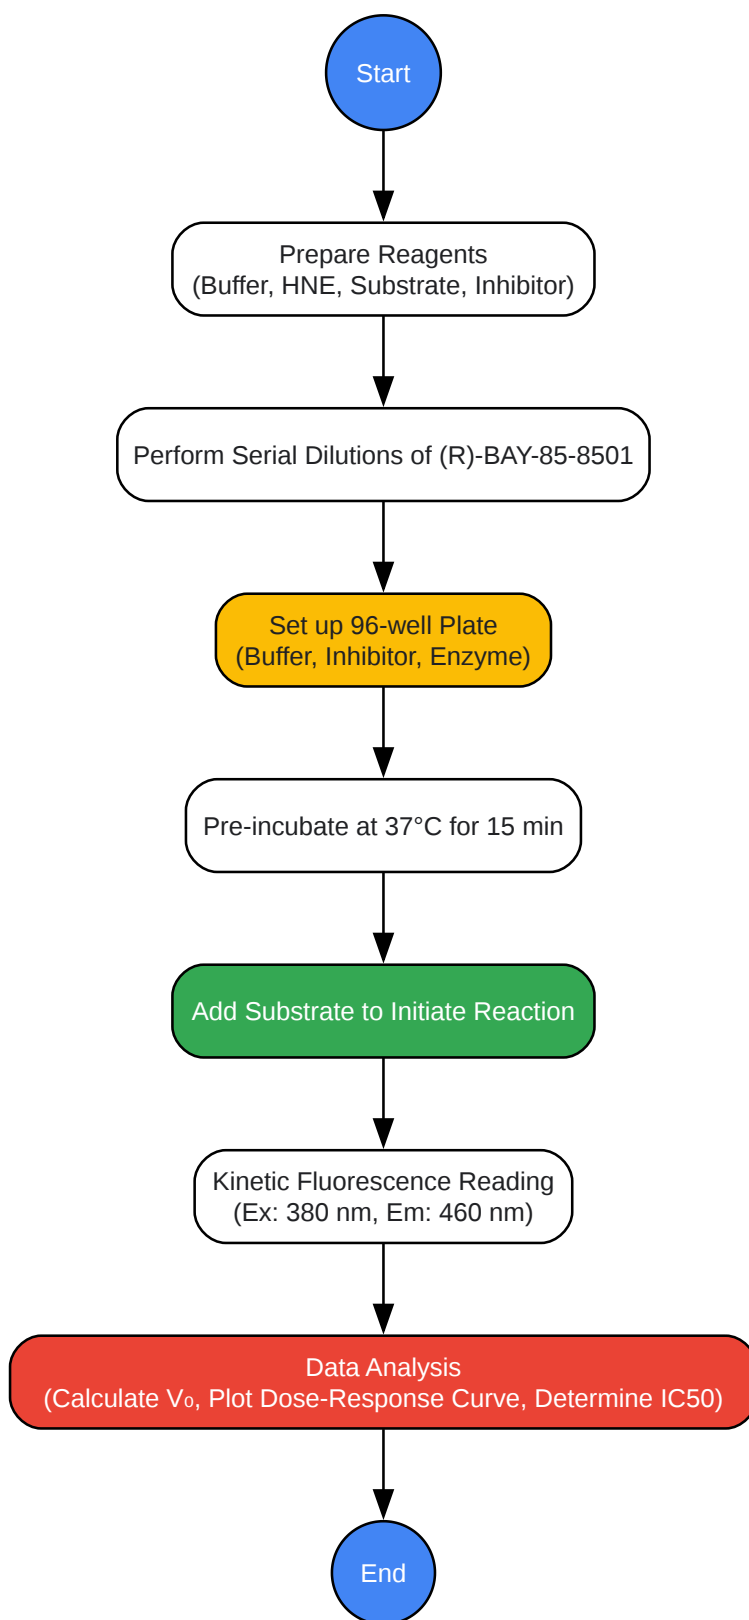 Start
Prepare Reagents
(Buffer, HNE, Substrate, Inhibitor)
Perform Serial Dilutions of (R)-BAY-85-8501
Set up 96-well Plate
(Buffer, Inhibitor, Enzyme)
Pre-incubate at 37°C for 15 min
Add Substrate to Initiate Reaction
Kinetic Fluorescence Reading
(Ex: 380 nm, Em: 460 nm)
Data Analysis
(Calculate V₀, Plot Dose-Response Curve, Determine IC50)
End